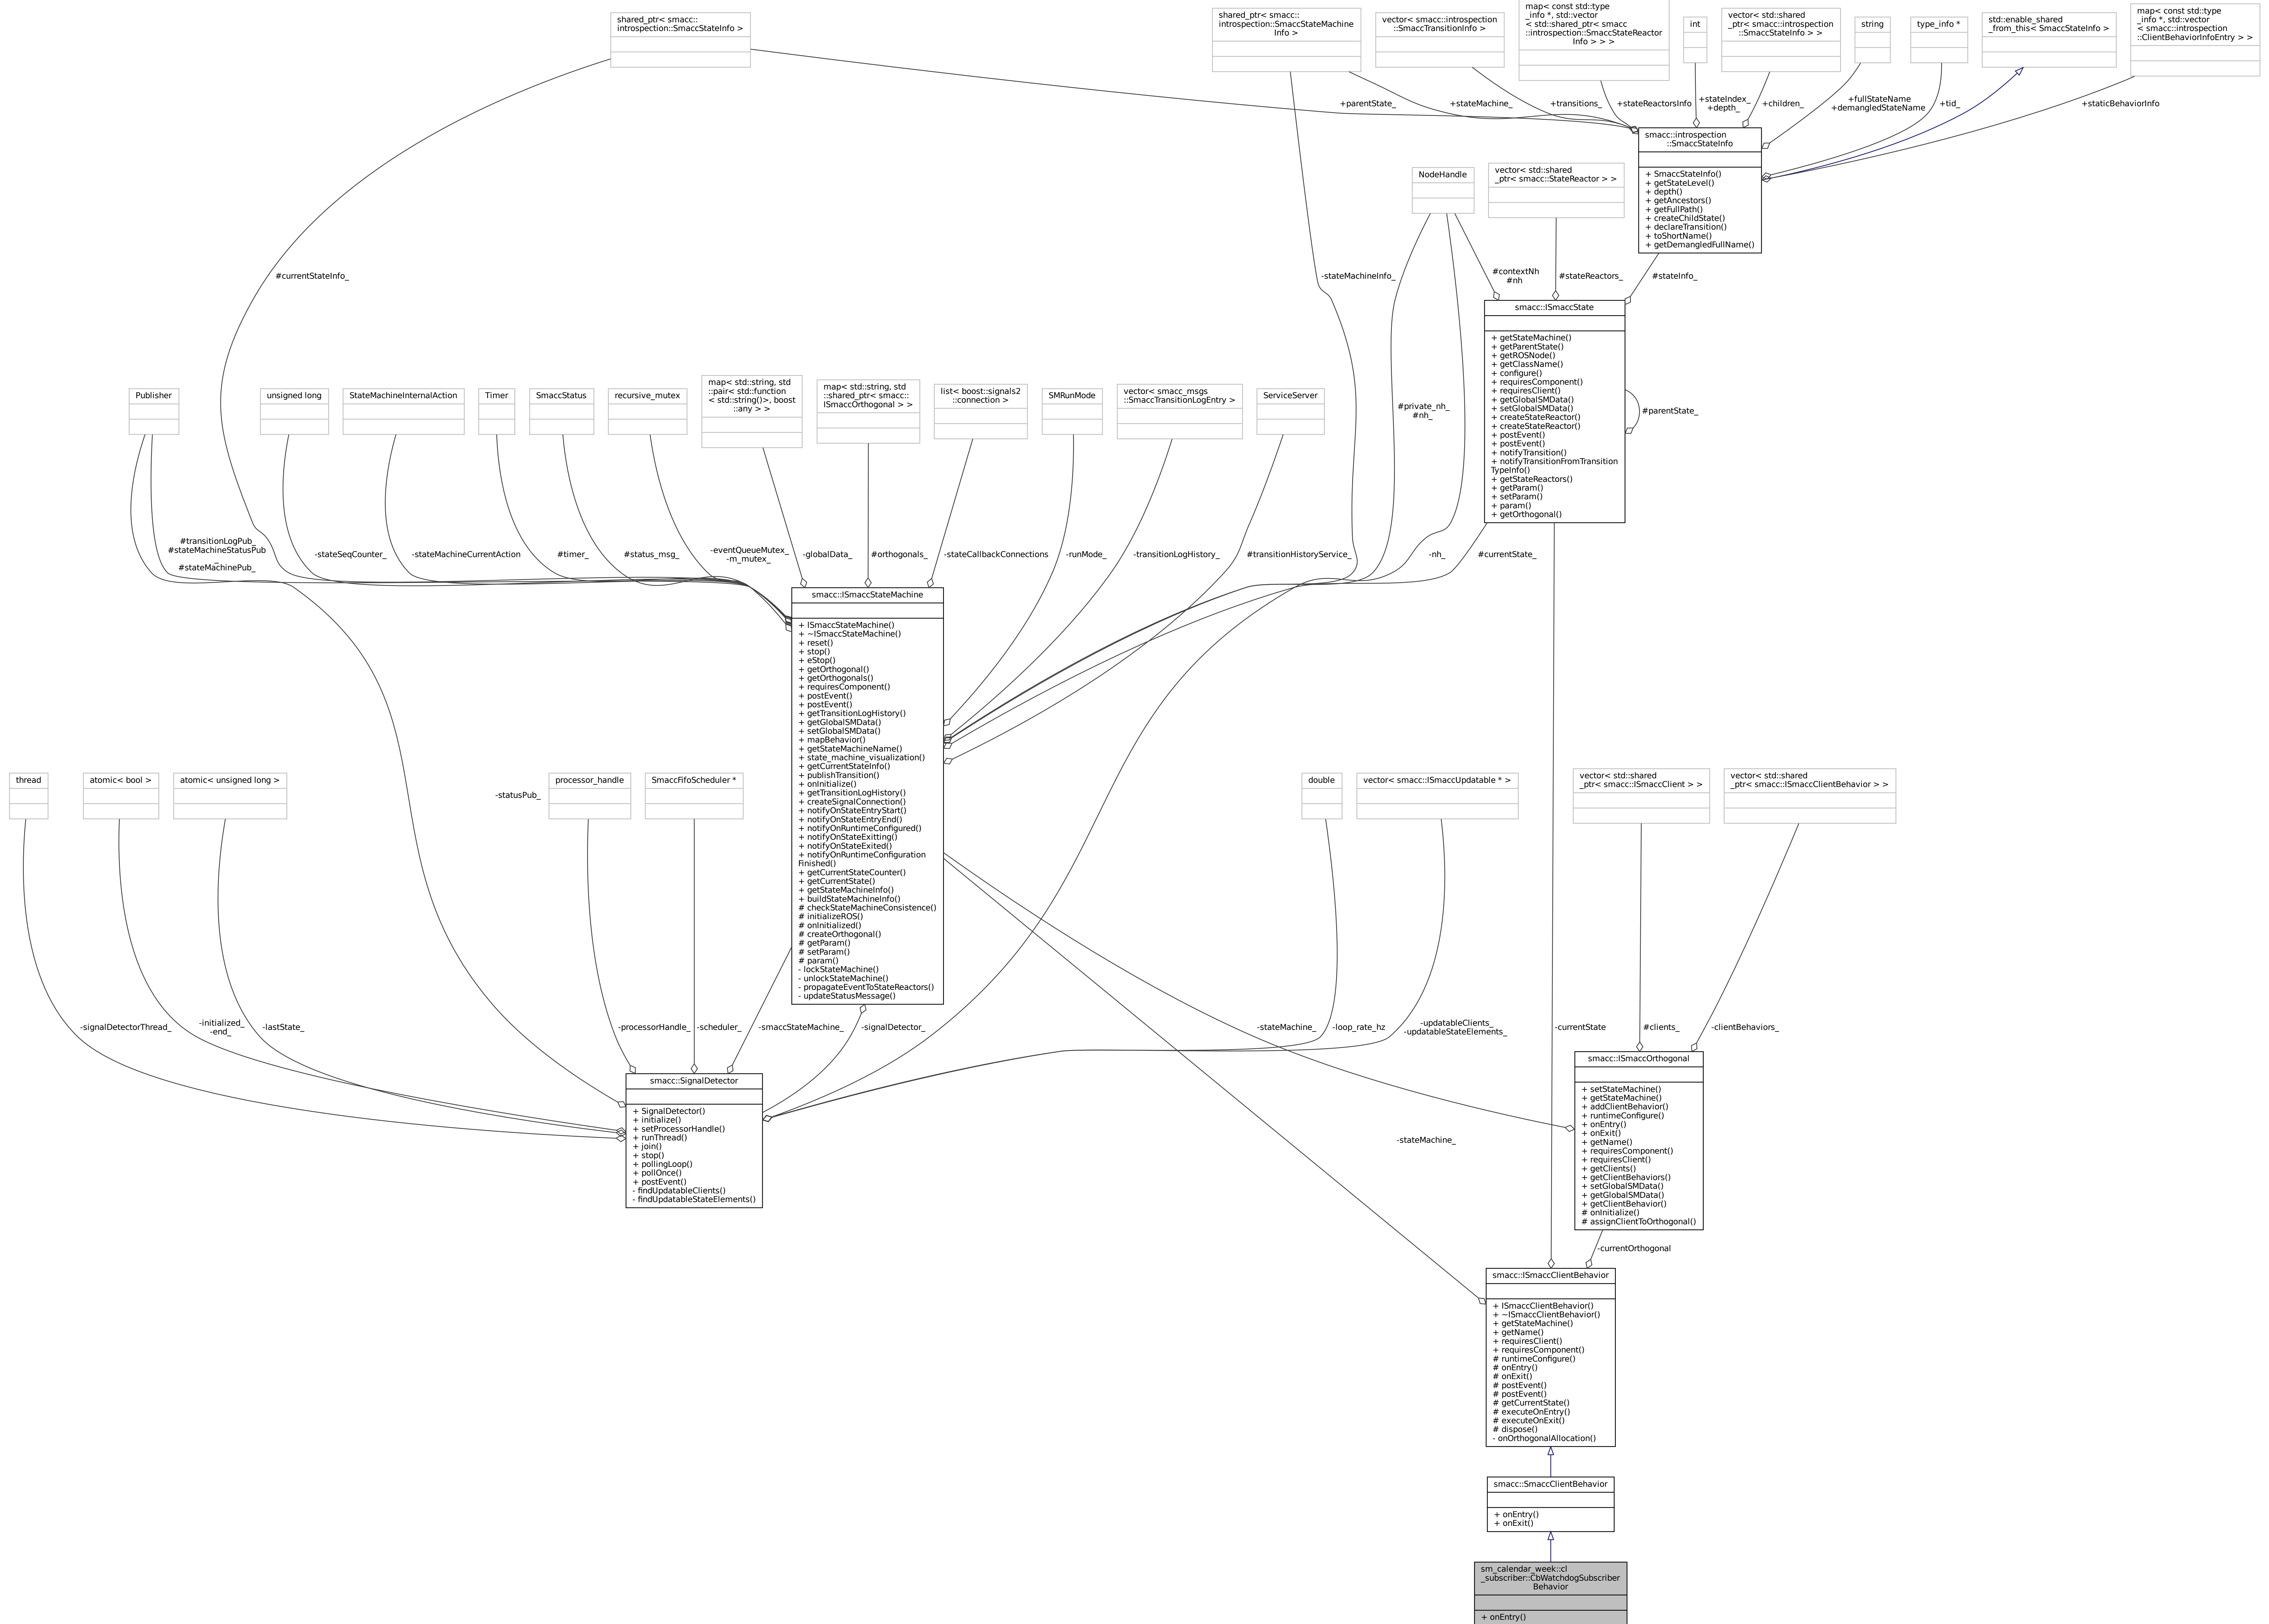 shared_ptr< smacc::
introspection::SmaccStateInfo >
shared_ptr< smacc::
introspection::SmaccStateMachine
Info >
vector< smacc::introspection
::SmaccTransitionInfo >
map< const std::type
_info *, std::vector
< std::shared_ptr< smacc
::introspection::SmaccStateReactor
Info > > >
int
vector< std::shared
_ptr< smacc::introspection
::SmaccStateInfo > >
string
type_info *
std::enable_shared
_from_this< SmaccStateInfo >
map< const std::type
_info *, std::vector
< smacc::introspection
::ClientBehaviorInfoEntry > >
+parentState_
+stateMachine_
+transitions_
+stateReactorsInfo
+stateIndex_
+depth_
+children_
+fullStateName
+demangledStateName
+tid_
+staticBehaviorInfo
smacc::introspection
::SmaccStateInfo
+ SmaccStateInfo()
+ getStateLevel()
+ depth()
+ getAncestors()
+ getFullPath()
+ createChildState()
+ declareTransition()
+ toShortName()
+ getDemangledFullName()
NodeHandle
vector< std::shared
_ptr< smacc::StateReactor > >
#currentStateInfo_
-stateMachineInfo_
#contextNh
#nh
#stateReactors_
#stateInfo_
smacc::ISmaccState
+ getStateMachine()
+ getParentState()
+ getROSNode()
+ getClassName()
+ configure()
+ requiresComponent()
+ requiresClient()
+ getGlobalSMData()
+ setGlobalSMData()
+ createStateReactor()
+ createStateReactor()
+ postEvent()
+ postEvent()
+ notifyTransition()
+ notifyTransitionFromTransition
TypeInfo()
+ getStateReactors()
+ getParam()
+ setParam()
+ param()
+ getOrthogonal()
#parentState_
#private_nh_
#nh_
Publisher
unsigned long
StateMachineInternalAction
Timer
SmaccStatus
recursive_mutex
map< std::string, std
::pair< std::function
< std::string()>, boost
::any > >
map< std::string, std
::shared_ptr< smacc::
ISmaccOrthogonal > >
list< boost::signals2
::connection >
SMRunMode
vector< smacc_msgs
::SmaccTransitionLogEntry >
ServiceServer
#transitionLogPub_
#stateMachineStatusPub
_
#stateMachinePub_
-stateSeqCounter_
-stateMachineCurrentAction
#timer_
#status_msg_
-eventQueueMutex_
-m_mutex_
-globalData_
#orthogonals_
-stateCallbackConnections
-runMode_
-transitionLogHistory_
#transitionHistoryService_
-nh_
#currentState_
smacc::ISmaccStateMachine
+ ISmaccStateMachine()
+ ~ISmaccStateMachine()
+ reset()
+ stop()
+ eStop()
+ getOrthogonal()
+ getOrthogonals()
+ requiresComponent()
+ postEvent()
+ postEvent()
+ getTransitionLogHistory()
+ getGlobalSMData()
+ setGlobalSMData()
+ mapBehavior()
+ getStateMachineName()
+ state_machine_visualization()
+ getCurrentStateInfo()
+ publishTransition()
+ onInitialize()
+ getTransitionLogHistory()
+ createSignalConnection()
+ notifyOnStateEntryStart()
+ notifyOnStateEntryEnd()
+ notifyOnRuntimeConfigured()
+ notifyOnStateExitting()
+ notifyOnStateExited()
+ notifyOnRuntimeConfiguration
Finished()
+ getCurrentStateCounter()
+ getCurrentState()
+ getStateMachineInfo()
+ buildStateMachineInfo()
# checkStateMachineConsistence()
# initializeROS()
# onInitialized()
# createOrthogonal()
# getParam()
# setParam()
# param()
- lockStateMachine()
- unlockStateMachine()
- propagateEventToStateReactors()
- updateStatusMessage()
thread
atomic< bool >
atomic< unsigned long >
-statusPub_
processor_handle
SmaccFifoScheduler *
double
vector< smacc::ISmaccUpdatable * >
vector< std::shared
_ptr< smacc::ISmaccClient > >
vector< std::shared
_ptr< smacc::ISmaccClientBehavior > >
-signalDetectorThread_
-initialized_
-end_
-lastState_
-processorHandle_
-scheduler_
-smaccStateMachine_
-signalDetector_
-stateMachine_
-loop_rate_hz
-updatableClients_
-updatableStateElements_
-currentState
#clients_
-clientBehaviors_
smacc::SignalDetector
+ SignalDetector()
+ initialize()
+ setProcessorHandle()
+ runThread()
+ join()
+ stop()
+ pollingLoop()
+ pollOnce()
+ postEvent()
- findUpdatableClients()
- findUpdatableStateElements()
smacc::ISmaccOrthogonal
+ setStateMachine()
+ getStateMachine()
+ addClientBehavior()
+ runtimeConfigure()
+ onEntry()
+ onExit()
+ getName()
+ requiresComponent()
+ requiresClient()
+ getClients()
+ getClientBehaviors()
+ setGlobalSMData()
+ getGlobalSMData()
+ getClientBehavior()
# onInitialize()
# assignClientToOrthogonal()
-stateMachine_
-currentOrthogonal
smacc::ISmaccClientBehavior
+ ISmaccClientBehavior()
+ ~ISmaccClientBehavior()
+ getStateMachine()
+ getName()
+ requiresClient()
+ requiresComponent()
# runtimeConfigure()
# onEntry()
# onExit()
# postEvent()
# postEvent()
# getCurrentState()
# executeOnEntry()
# executeOnExit()
# dispose()
- onOrthogonalAllocation()
smacc::SmaccClientBehavior
+ onEntry()
+ onExit()
sm_calendar_week::cl
_subscriber::CbWatchdogSubscriber
Behavior
+ onEntry()